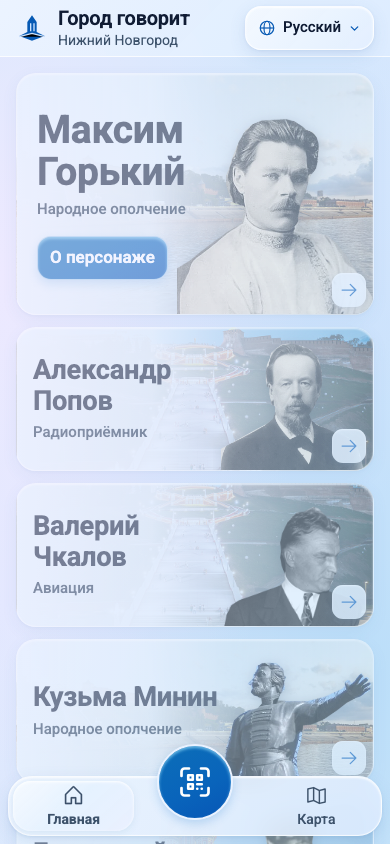 Город говорит
Нижний Новгород
Русский
Максим
Горький
Народное ополчение
О персонаже
Александр
Попов
Радиоприёмник
Валерий
Чкалов
Авиация
Кузьма Минин
Народное ополчение
Главная
Карта